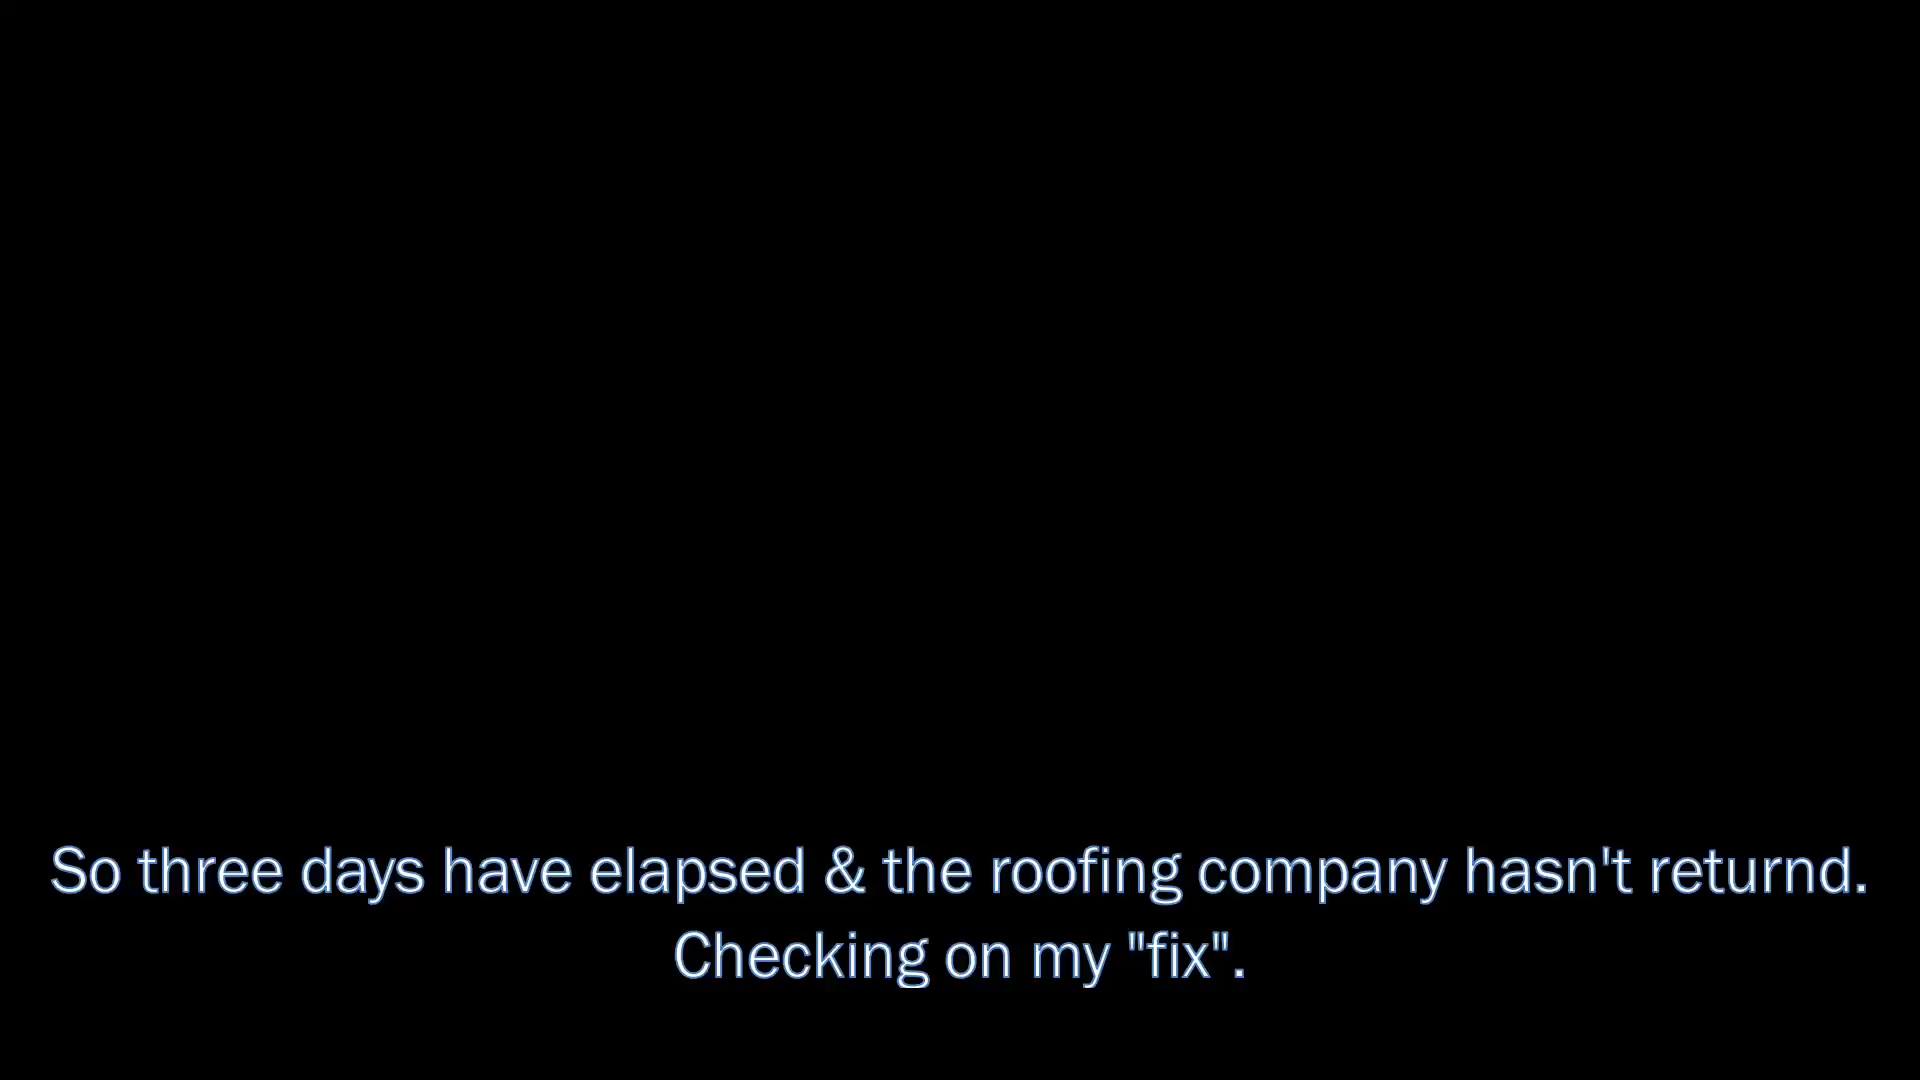 So three days have elapsed & the roofing company hasn't returnd.
Checking on my "fix".